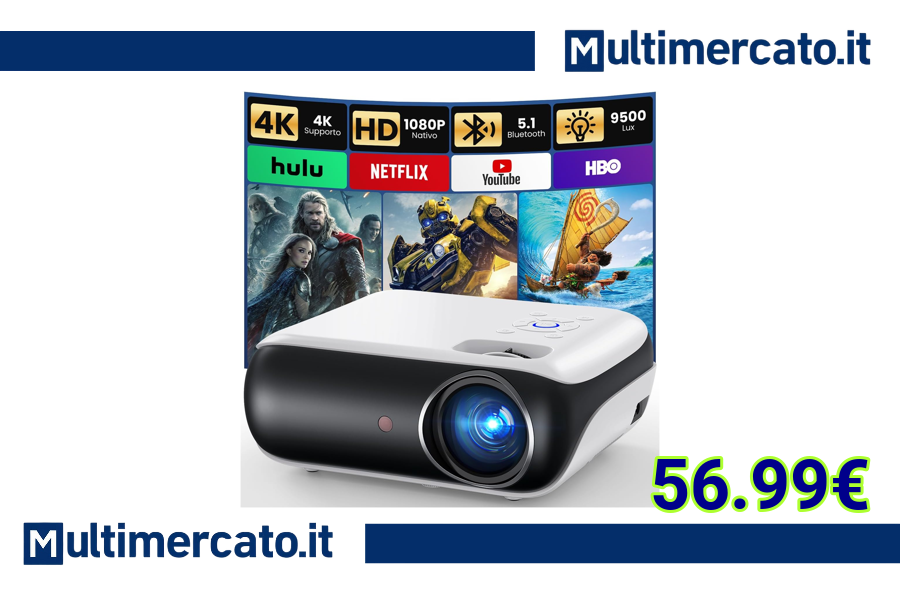 Multimercato.it
4K 4K Supporto
HD 1080P Nativo
5.1 Bluetooth
9500 Lux
hulu
NETFLIX
YouTube
HBO
56.99€
Multimercato.it